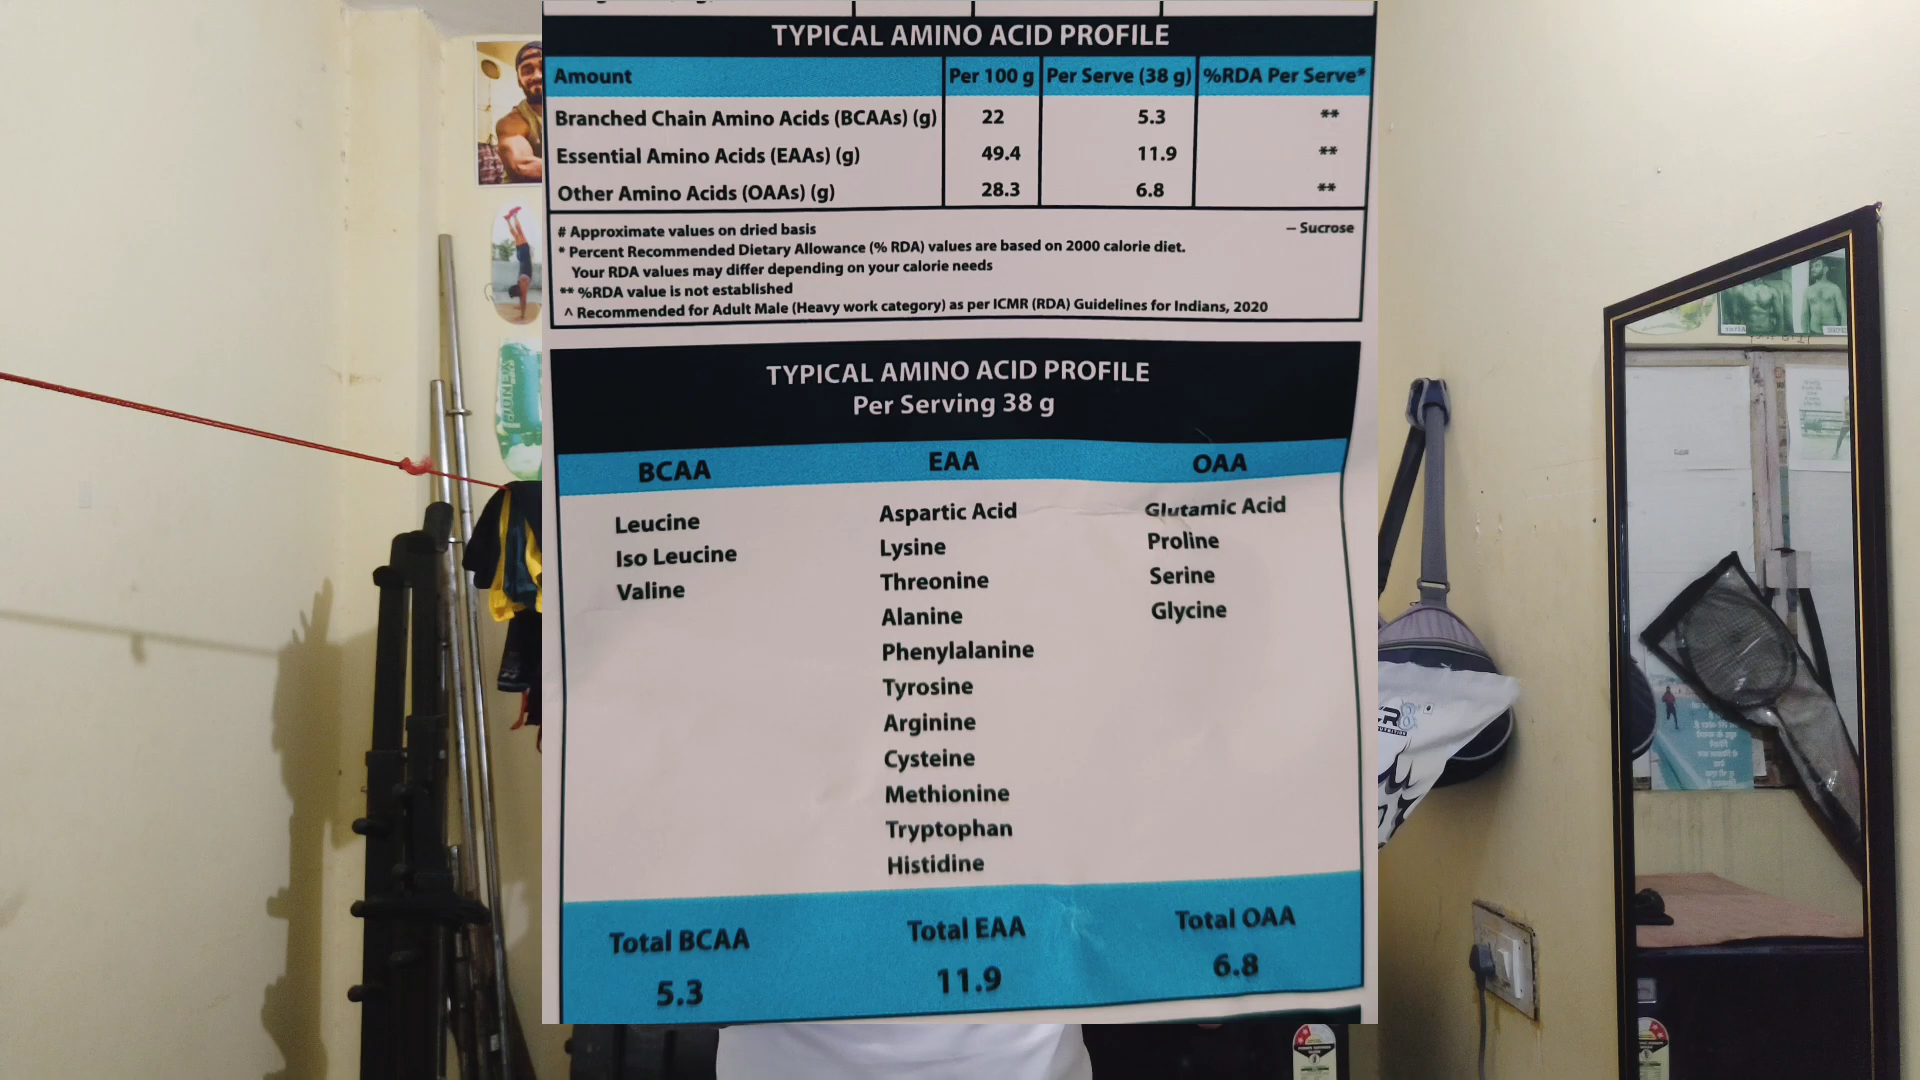 TYPICAL AMINO ACID PROFILE
Amount Per 100 g Per Serve (38 g) %RDA Per Serve*
Branched Chain Amino Acids (BCAAs) (g) 22 5.3 **
Essential Amino Acids (EAAs) (g) 49.4 11.9 **
Other Amino Acids (OAAs) (g) 28.3 6.8 **
# Approximate values on dried basis – Sucrose
* Percent Recommended Dietary Allowance (% RDA) values are based on 2000 calorie diet.
Your RDA values may differ depending on your calorie needs
** %RDA value is not established
^ Recommended for Adult Male (Heavy work category) as per ICMR (RDA) Guidelines for Indians, 2020
TYPICAL AMINO ACID PROFILE
Per Serving 38 g
BCAA EAA OAA
Leucine Aspartic Acid Glutamic Acid
Iso Leucine Lysine Proline
Valine Threonine Serine
Alanine Glycine
Phenylalanine
Tyrosine
Arginine
Cysteine
Methionine
Tryptophan
Histidine
Total BCAA Total EAA Total OAA
5.3 11.9 6.8